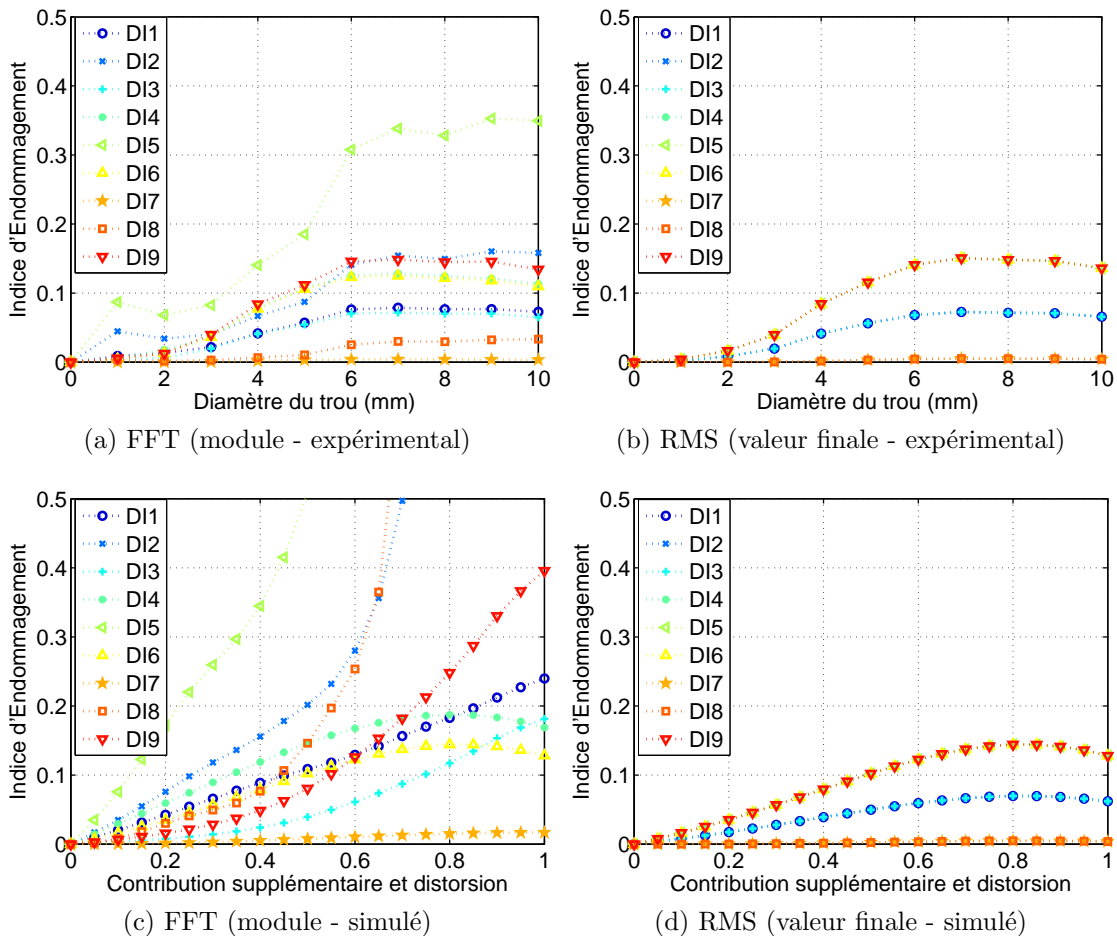 0.5
0.4
0.3
0.2
0.1
0
Indice d'Endommagement
DI1
DI2
DI3
DI4
DI5
DI6
DI7
DI8
DI9
0 2 4 6 8 10
Diamètre du trou (mm)
(a) FFT (module - expérimental)
0.5
0.4
0.3
0.2
0.1
0
Indice d'Endommagement
DI1
DI2
DI3
DI4
DI5
DI6
DI7
DI8
DI9
0 2 4 6 8 10
Diamètre du trou (mm)
(b) RMS (valeur finale - expérimental)
0.5
0.4
0.3
0.2
0.1
0
Indice d'Endommagement
DI1
DI2
DI3
DI4
DI5
DI6
DI7
DI8
DI9
0 0.2 0.4 0.6 0.8 1
Contribution supplémentaire et distorsion
(c) FFT (module - simulé)
0.5
0.4
0.3
0.2
0.1
0
Indice d'Endommagement
DI1
DI2
DI3
DI4
DI5
DI6
DI7
DI8
DI9
0 0.2 0.4 0.6 0.8 1
Contribution supplémentaire et distorsion
(d) RMS (valeur finale - simulé)